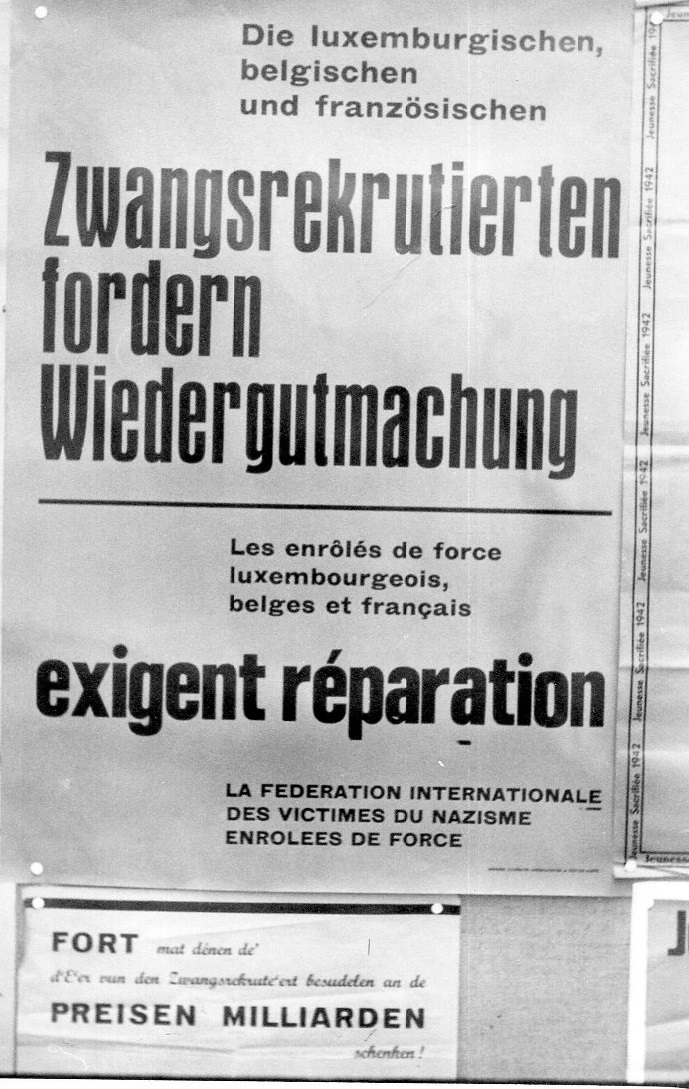 Die luxemburgischen,
belgischen
und französischen
Zwangsrekrutierten
fordern
Wiedergutmachung
Les enrôlés de force
luxembourgeois,
belges et français
exigent réparation
LA FEDERATION INTERNATIONALE
DES VICTIMES DU NAZISME
ENROLEES DE FORCE
FORT mat dénen de'
d'E'er vun den Zwangsrekrute'ert besudelen an de
PREISEN MILLIARDEN
schenken!
Jeunesse Sacrifiée 1942
Jeunesse Sacrifiée 1942
Jeunesse Sacrifiée 1942
Jeunesse Sacrifiée 1942
Jeunesse Sacrifiée 1942
Jeunesse Sacrifiée